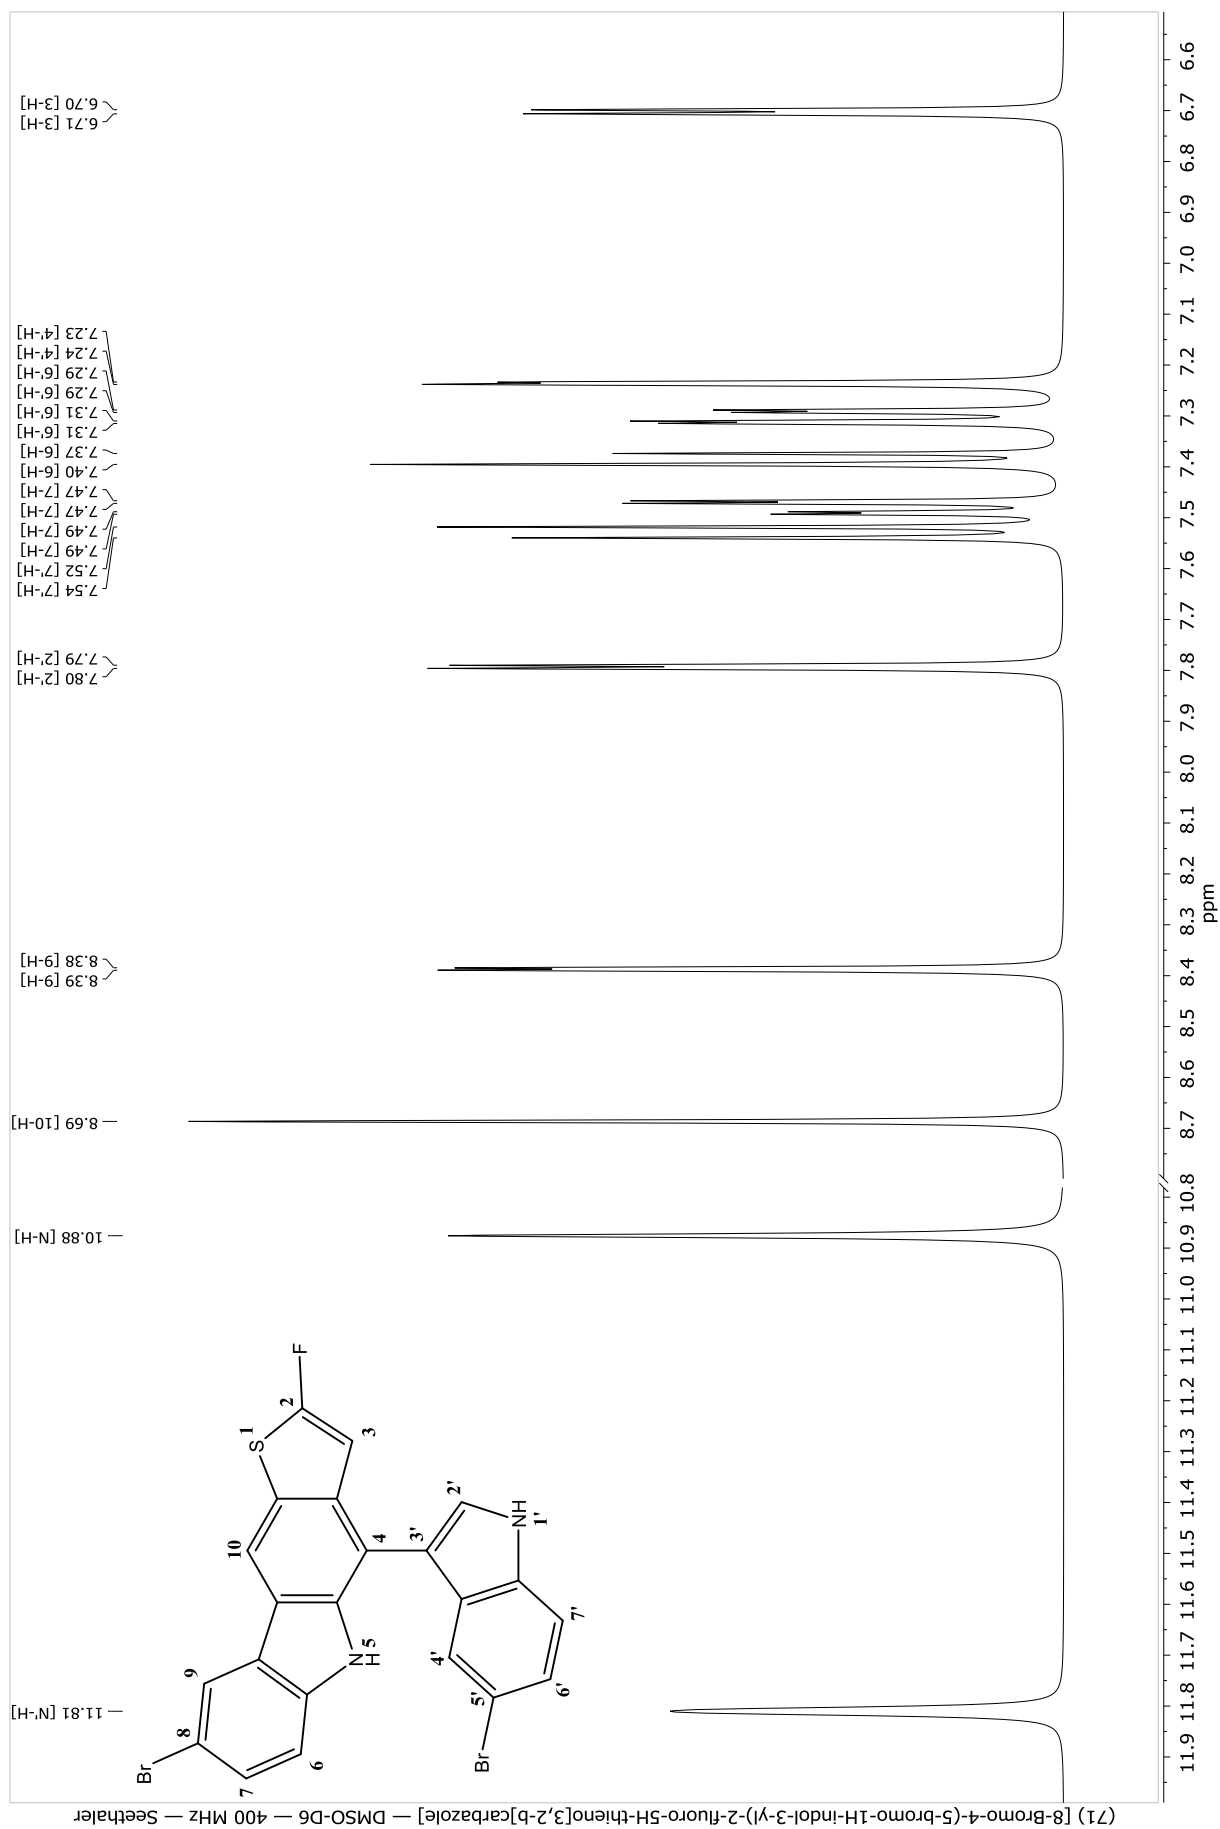 (71) [8-Bromo-4-(5-bromo-1H-indol-3-yl)-2-fluoro-5H-thieno[3,2-b]carbazole] — DMSO-D6 — 400 MHz — Seethaler
11.81 [N'-H]
10.88 [N-H]
8.69 [10-H]
8.39 [9-H]
8.38 [9-H]
7.80 [2'-H]
7.79 [2'-H]
7.54 [7'-H]
7.52 [7'-H]
7.49 [7-H]
7.49 [7-H]
7.47 [7-H]
7.47 [7-H]
7.40 [6-H]
7.37 [6-H]
7.31 [6'-H]
7.31 [6'-H]
7.29 [6'-H]
7.29 [6'-H]
7.24 [4'-H]
7.23 [4'-H]
6.71 [3-H]
6.70 [3-H]
Br
8
9
7
6
NH
5
10
S
1
2
F
3
4
3'
2'
NH
1'
4'
5'
Br
6'
7'
11.9 11.8 11.7 11.6 11.5 11.4 11.3 11.2 11.1 11.0 10.9 10.8 8.7 8.6 8.5 8.4 8.3 8.2 8.1 8.0 7.9 7.8 7.7 7.6 7.5 7.4 7.3 7.2 7.1 7.0 6.9 6.8 6.7 6.6
ppm